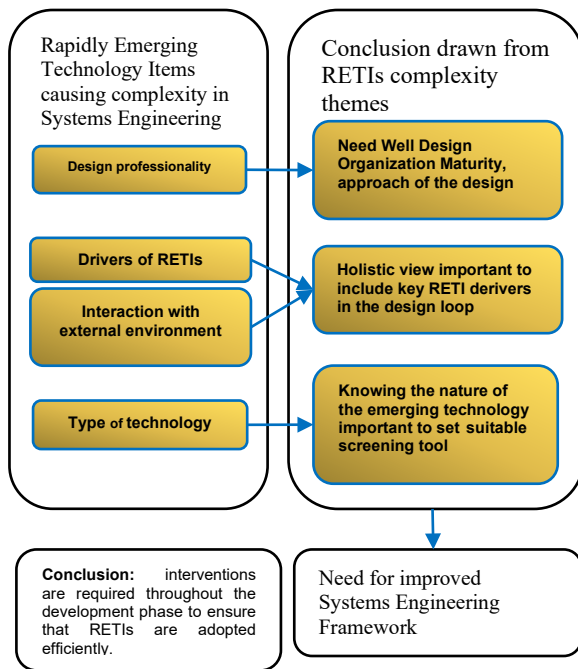 Rapidly Emerging
Technology Items
causing complexity in
Systems Engineering
Design professionality
Drivers of RETIs
Interaction with
external environment
Type of technology
Conclusion drawn from
RETIs complexity
themes
Need Well Design
Organization Maturity,
approach of the design
Holistic view important to
include key RETI derivers
in the design loop
Knowing the nature of
the emerging technology
important to set suitable
screening tool
Conclusion: interventions
are required throughout the
development phase to ensure
that RETIs are adopted
efficiently.
Need for improved
Systems Engineering
Framework